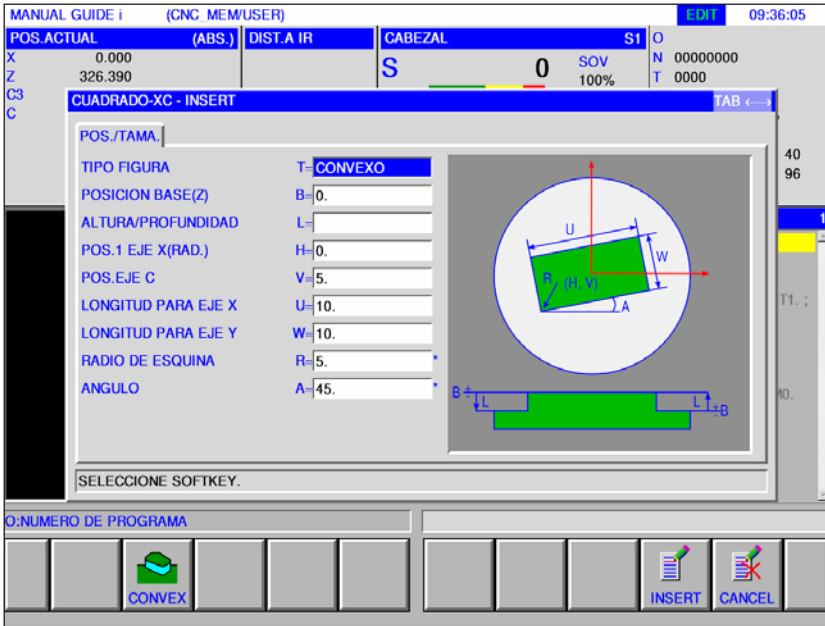 MANUAL GUIDE i (CNC_MEM/USER) EDIT 09:36:05
POS.ACTUAL (ABS.) DIST.A IR CABEZAL S1 O
X 0.000 S 0 SOV N 00000000
Z 326.390 100% T 0000
C3
C
CUADRADO-XC - INSERT TAB
POS./TAMA.
TIPO FIGURA T= CONVEXO
POSICION BASE(Z) B= 0.
ALTURA/PROFUNDIDAD L=
POS.1 EJE X(RAD.) H= 0.
POS.EJE C V= 5.
LONGITUD PARA EJE X U= 10.
LONGITUD PARA EJE Y W= 10.
RADIO DE ESQUINA R= 5. *
ANGULO A= 45. *
U
W
R (H, V)
A
B ± L L ±B
40
96
1
T1. ;
SELECCIONE SOFTKEY.
O:NUMERO DE PROGRAMA
CONVEX INSERT CANCEL